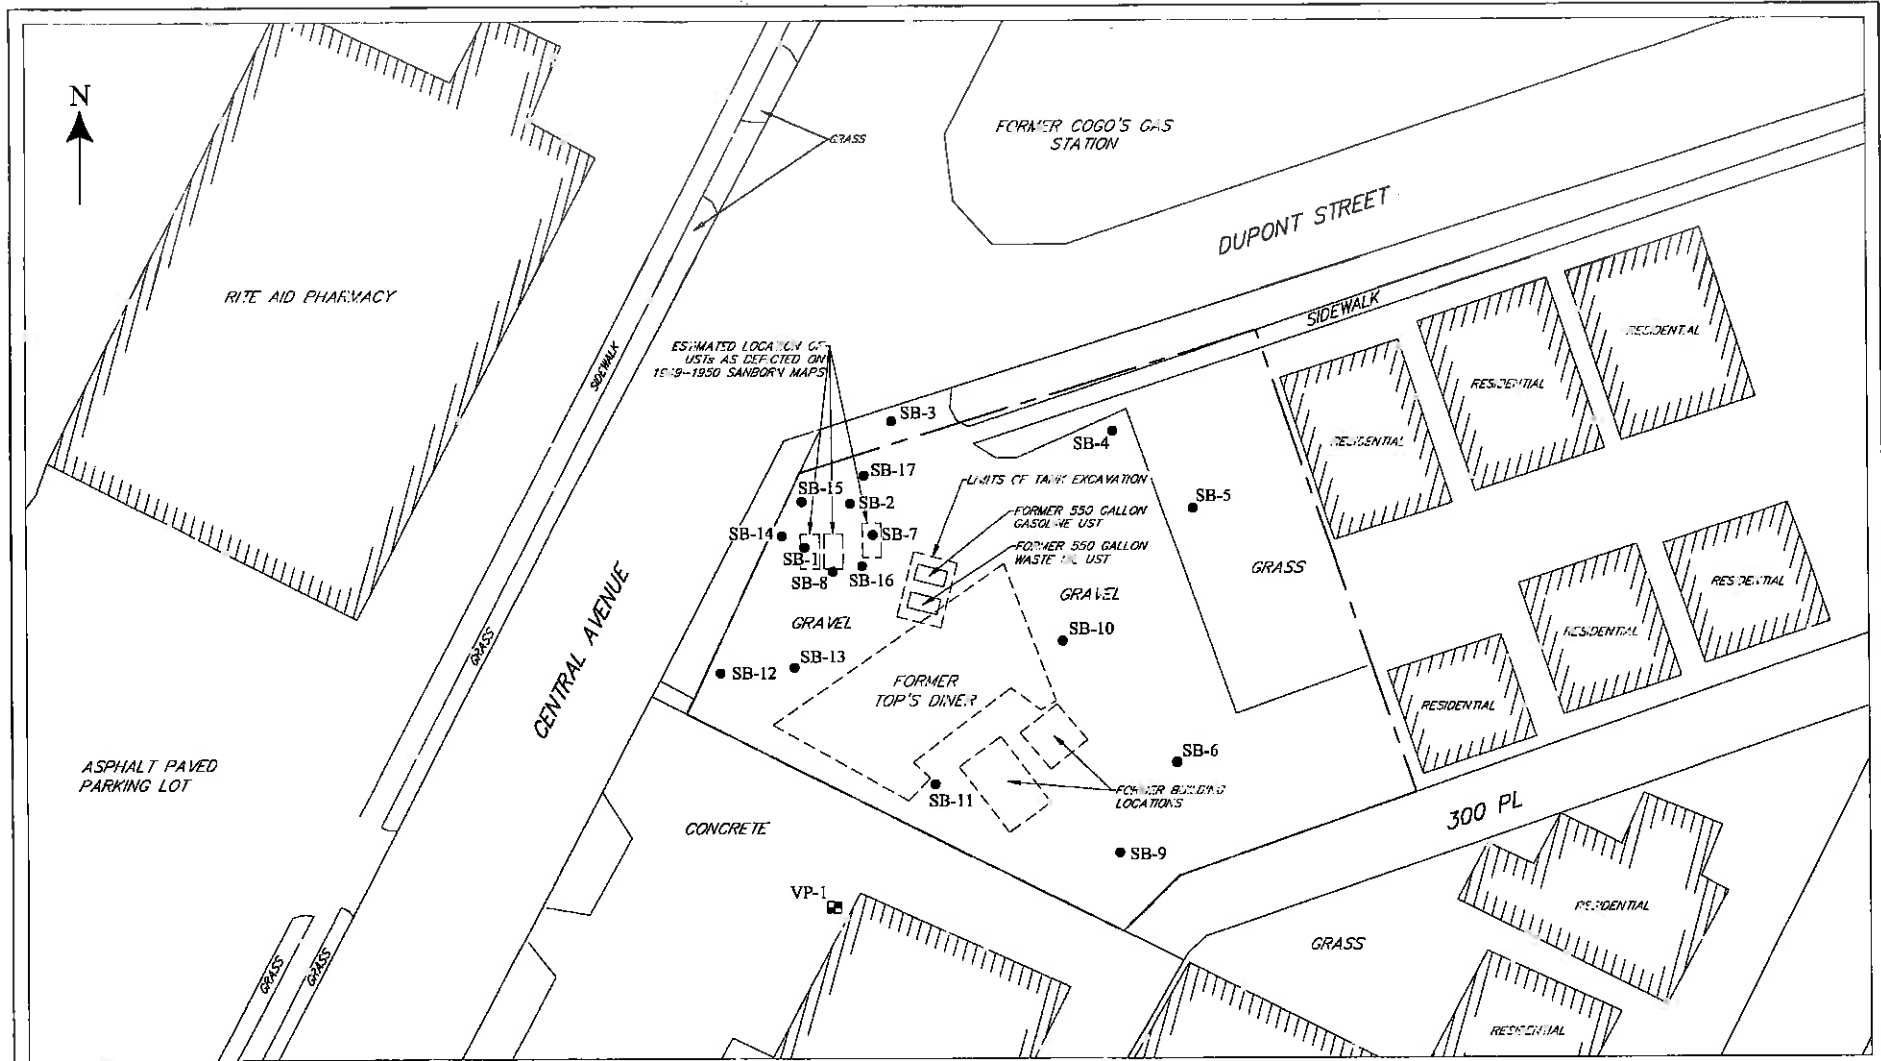 N
GRASS
FORMER COGO'S GAS
STATION
DUPONT STREET
RITE AID PHARMACY
SIDEWALK
SIDEWALK
ESTIMATED LOCATION OF
USTs AS DEPICTED ON
SANBORN MAPS
RESIDENTIAL
RESIDENTIAL
RESIDENTIAL
SB-3
SB-4
SB-17
LIMITS OF TANK EXCAVATION
SB-15
SB-2
SB-5
FORMER 550 GALLON
GASOLINE UST
SB-14
SB-7
FORMER 550 GALLON
WASTE OIL UST
SB-1
SB-8
SB-16
GRASS
GRAVEL
GRAVEL
RESIDENTIAL
RESIDENTIAL
RESIDENTIAL
SB-10
GRASS
CENTRAL AVENUE
SB-12
SB-13
FORMER
TOP'S DINER
SB-6
ASPHALT PAVED
PARKING LOT
SB-11
FORMER BUILDING
LOCATIONS
300 PL
CONCRETE
SB-9
VP-1
RESIDENTIAL
GRASS
GRASS
GRASS
RESIDENTIAL